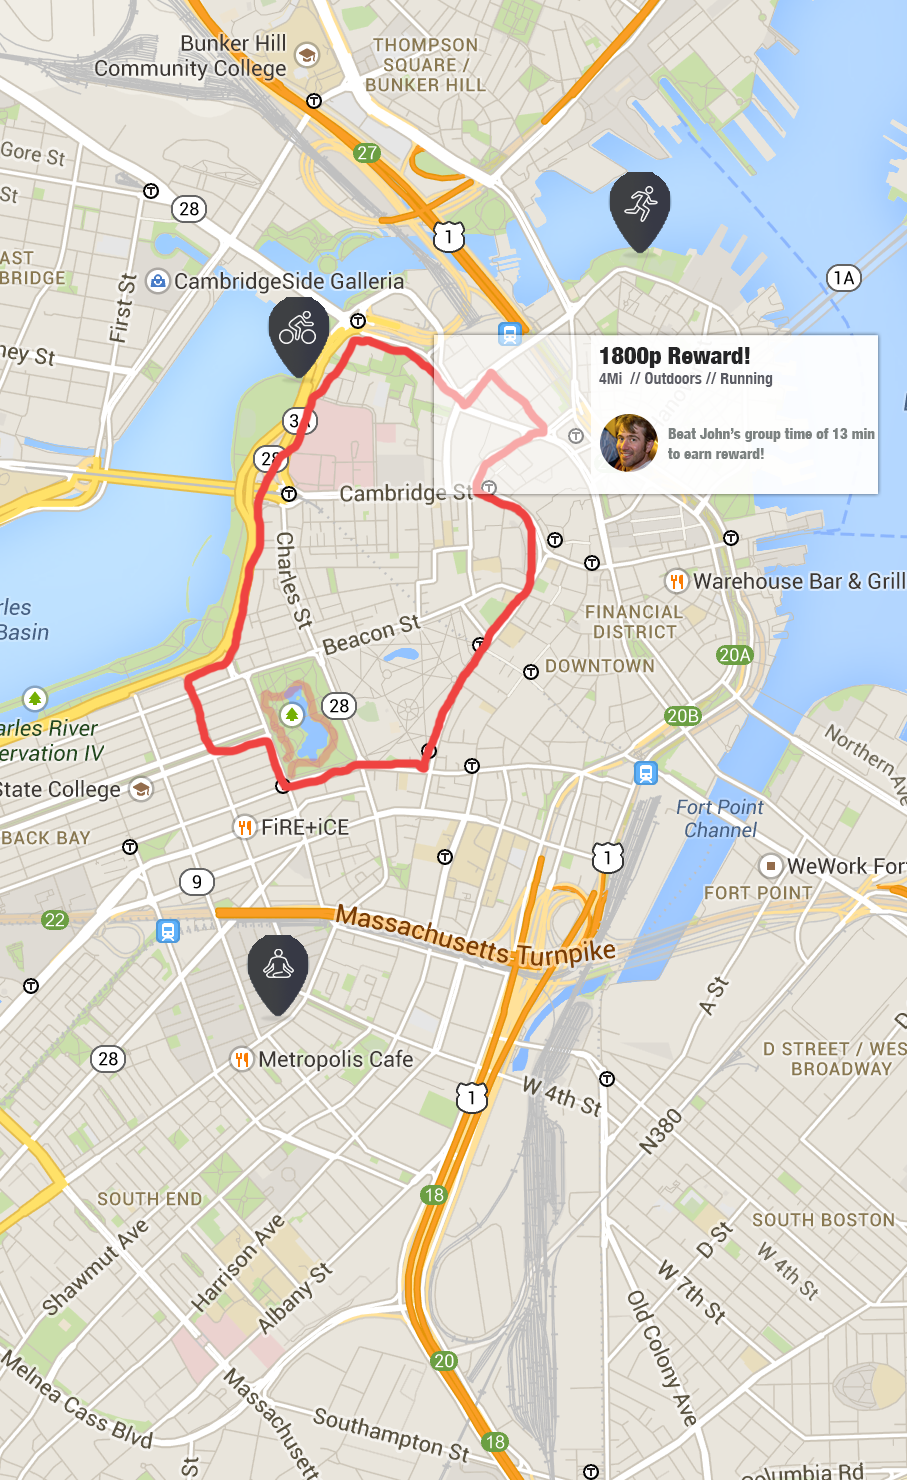 Bunker Hill
Community College
THOMPSON
SQUARE /
BUNKER HILL
T
Gore St
27
St
T
28
1
AST
BRIDGE
First St
CambridgeSide Galleria
1A
T
ney St
1800p Reward!
4Mi // Outdoors // Running
Beat John's group time of 13 min
to earn reward!
3
28
T
T
Cambridge St
T
T
T
T
Charles St
Warehouse Bar & Grill
rles
Basin
Beacon St
FINANCIAL
DISTRICT
T
DOWNTOWN
T
20A
28
20B
arles River
ervation IV
Northern Ave
T
State College
Fort Point
Channel
FiRE+iCE
BACK BAY
T
T
1
WeWork For
9
FORT POINT
22
Massachusetts Turnpike
T
A St
D
28
Metropolis Cafe
D STREET / WES
BROADWAY
T
W 4th St
1
N380
18
SOUTH END
SOUTH BOSTON
Shawmut Ave
Harrison Ave
Albany St
D St
W 4th St
W 7th St
Old Colony Ave
20
Melnea Cass Blvd
Massachusett
Southampton St
18
St
T
olumbia Rd